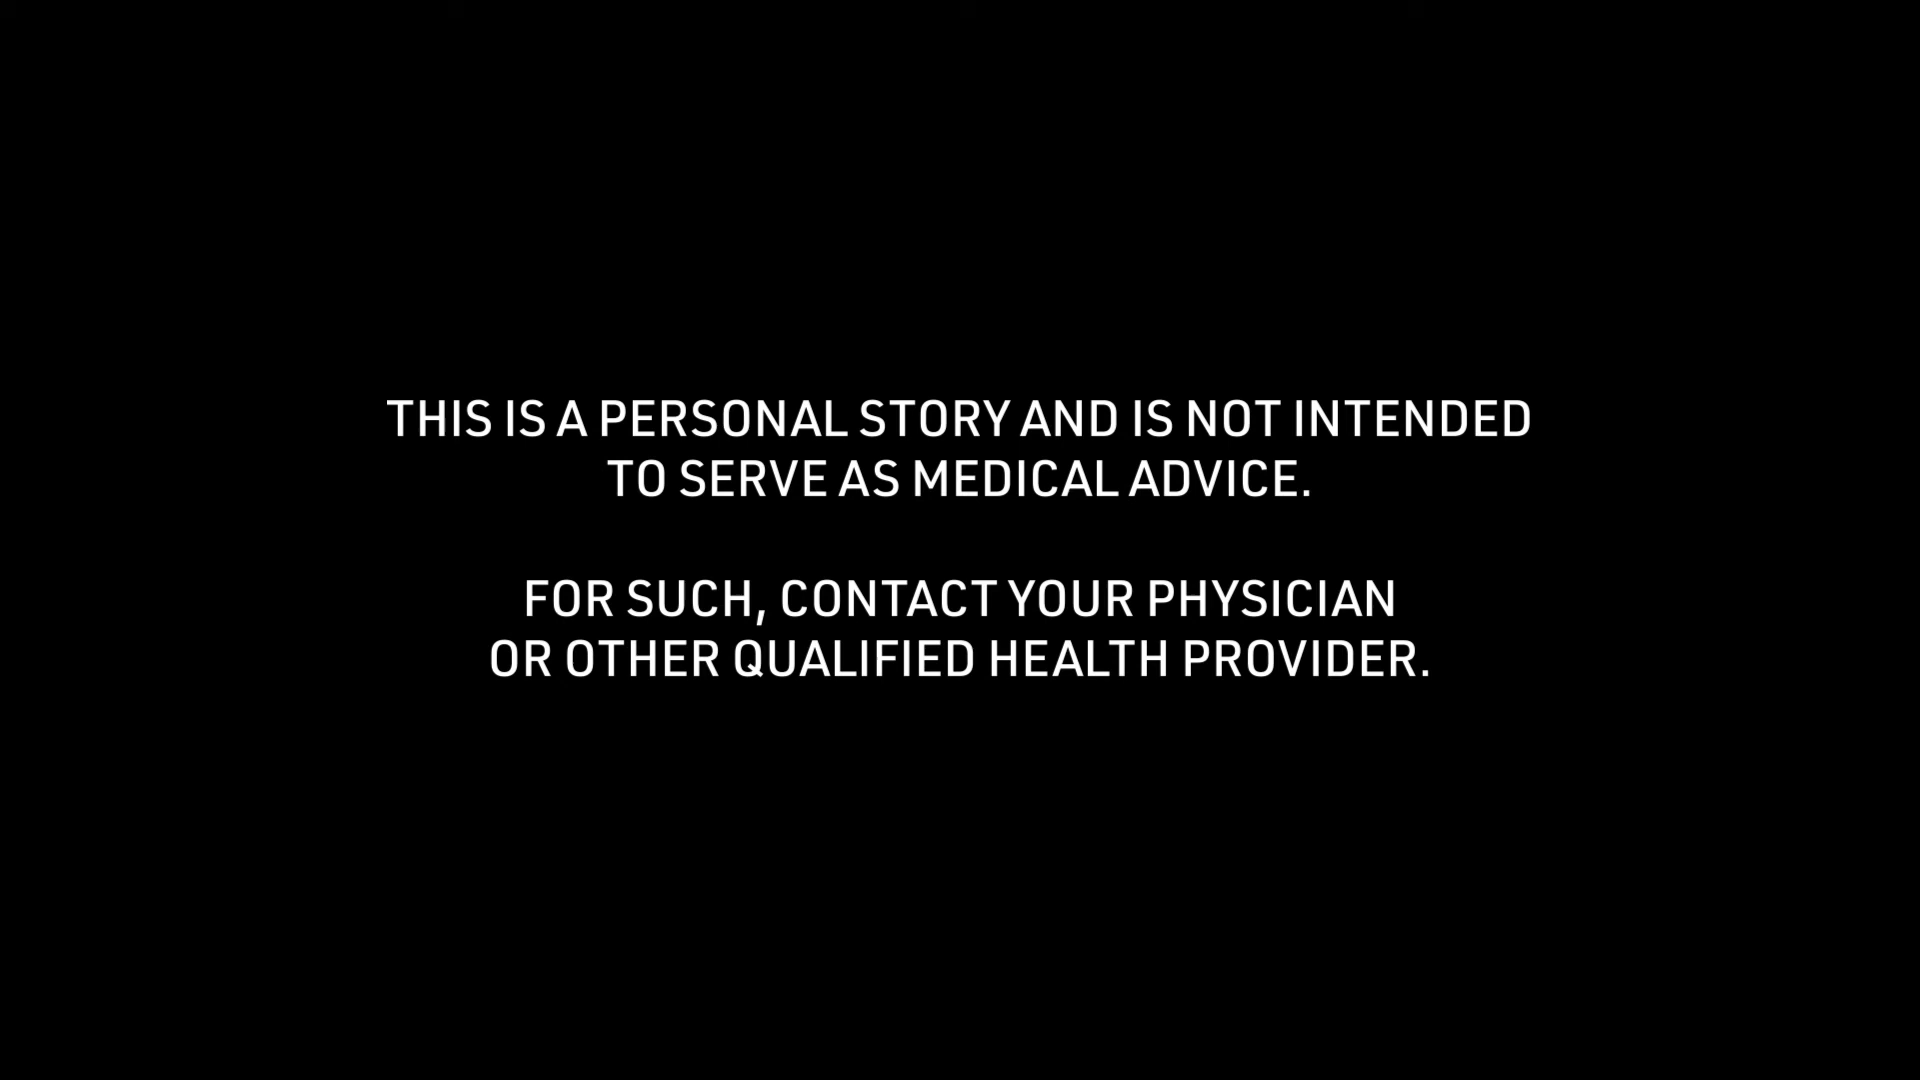 THIS IS A PERSONAL STORY AND IS NOT INTENDED
TO SERVE AS MEDICAL ADVICE.
FOR SUCH, CONTACT YOUR PHYSICIAN
OR OTHER QUALIFIED HEALTH PROVIDER.